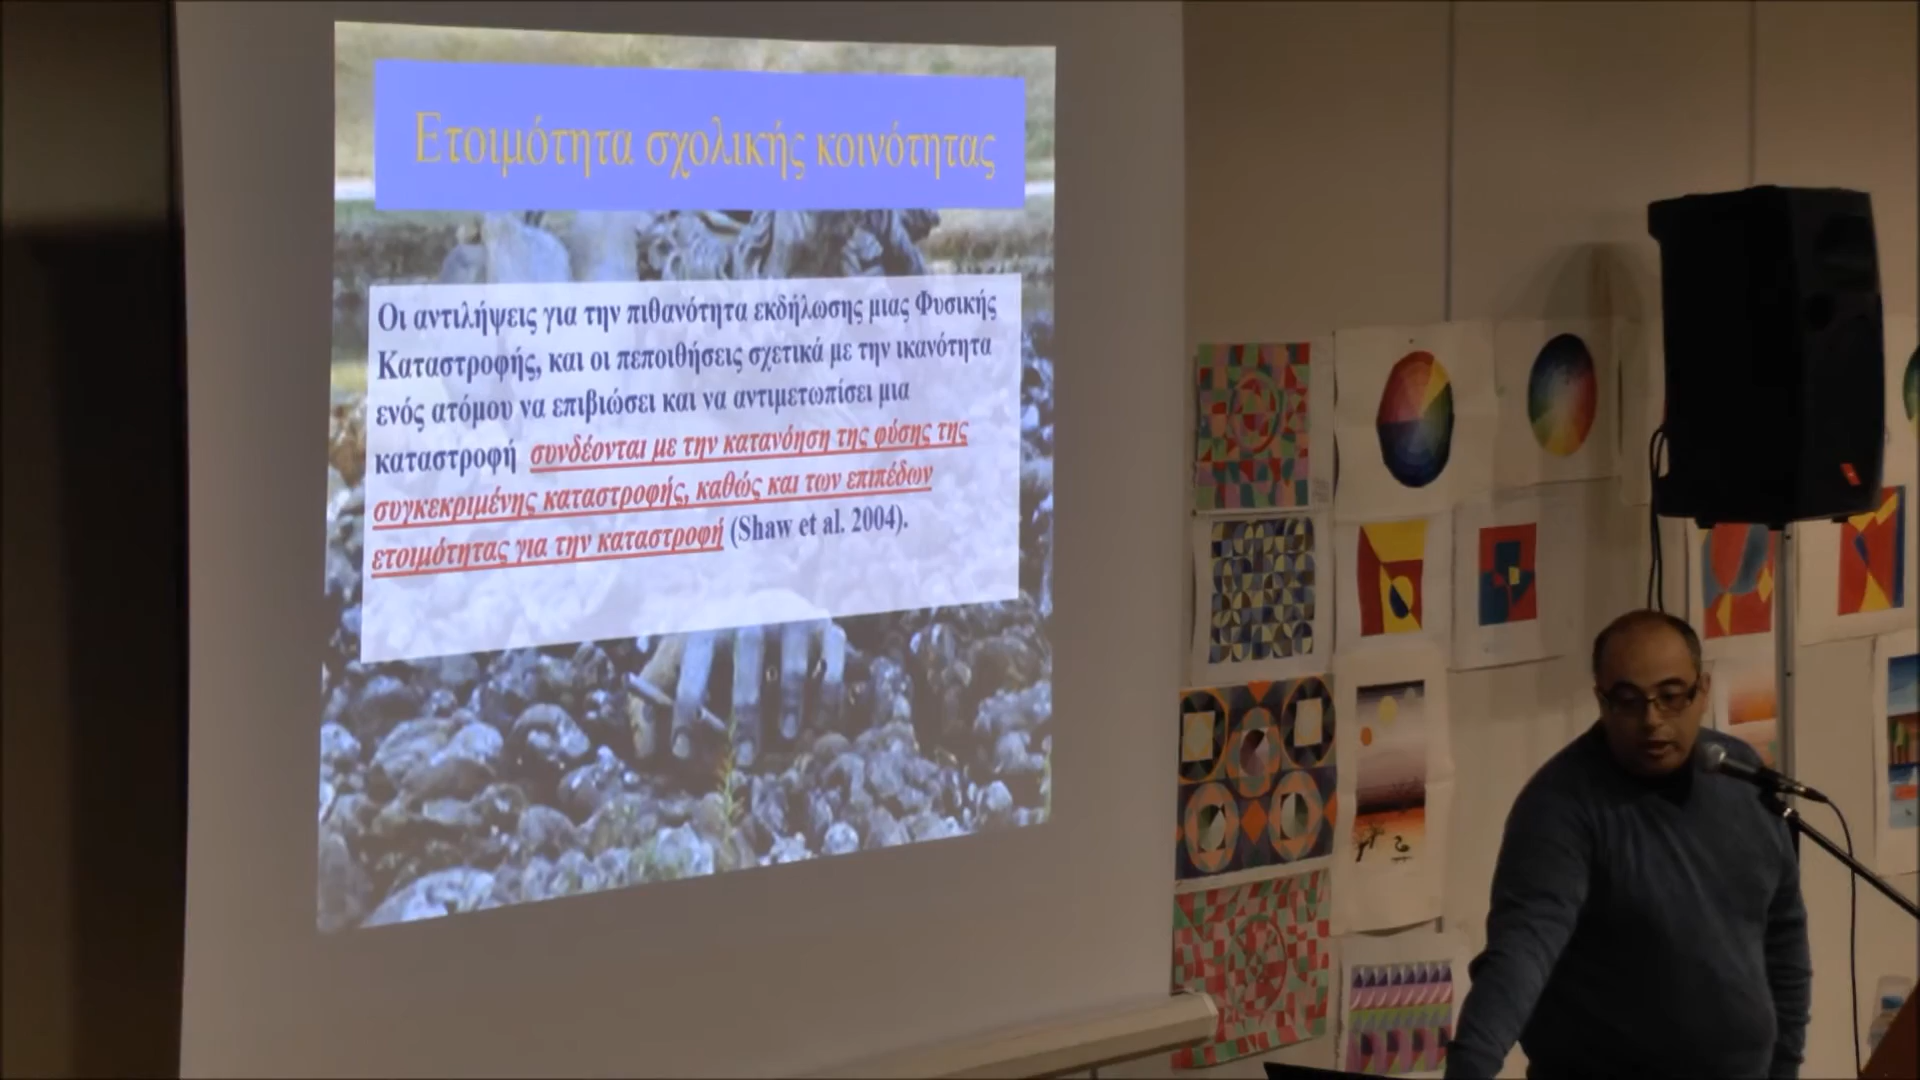 Ετοιμότητα σχολικής κοινότητας
Οι αντιλήψεις για την πιθανότητα εκδήλωσης μιας Φυσικής
Καταστροφής, και οι πεποιθήσεις σχετικά με την ικανότητα
ενός ατόμου να επιβιώσει και να αντιμετωπίσει μια
καταστροφή συνδέονται με την κατανόηση της φύσης της
συγκεκριμένης καταστροφής, καθώς και των επιπέδων
ετοιμότητας για την καταστροφή (Shaw et al. 2004).